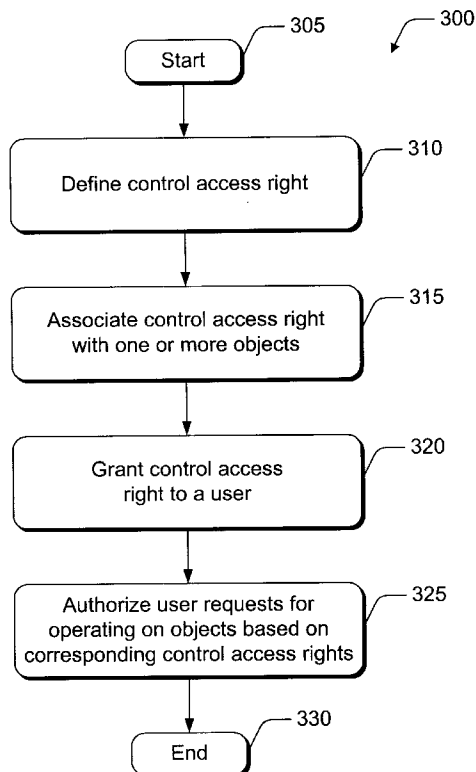 305
300
Start
310
Define control access right
315
Associate control access right
with one or more objects
320
Grant control access
right to a user
325
Authorize user requests for
operating on objects based on
corresponding control access rights
330
End